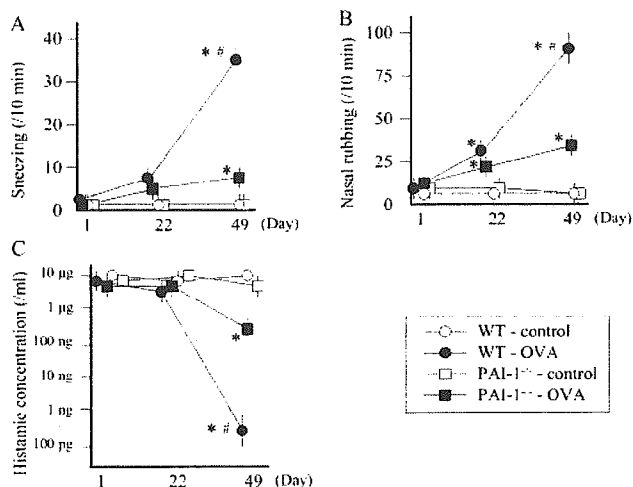 A
Sneezing (/10 min)
40
30
20
10
0
* #
*
1
22
49
(Day)
B
Nasal rubbing (/10 min)
100
75
50
25
0
* #
*
*
*
1
22
49
(Day)
C
Histamic concentration (/ml)
10 µg
1 µg
100 ng
10 ng
1 ng
100 pg
*
* #
1
22
49
(Day)
WT - control
WT - OVA
PAI-1⁻/⁻ - control
PAI-1⁻/⁻ - OVA